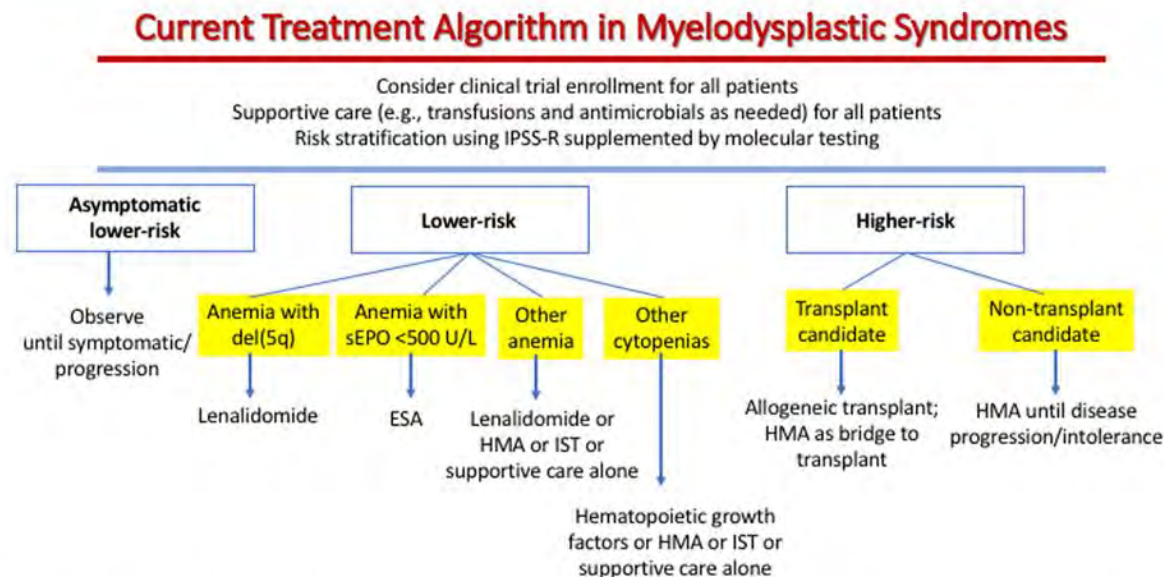 Current Treatment Algorithm in Myelodysplastic Syndromes
Consider clinical trial enrollment for all patients
Supportive care (e.g., transfusions and antimicrobials as needed) for all patients
Risk stratification using IPSS-R supplemented by molecular testing
Asymptomatic
lower-risk
Observe
until symptomatic/
progression
Lower-risk
Anemia with
del(5q)
Lenalidomide
Anemia with
sEPO <500 U/L
ESA
Other
anemia
Lenalidomide or
HMA or IST or
supportive care alone
Other
cytopenias
Hematopoietic growth
factors or HMA or IST or
supportive care alone
Higher-risk
Transplant
candidate
Allogeneic transplant;
HMA as bridge to
transplant
Non-transplant
candidate
HMA until disease
progression/intolerance